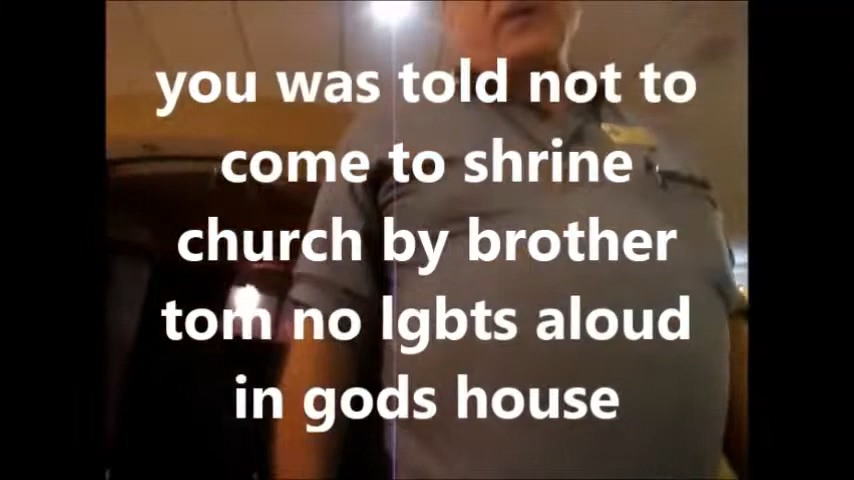 you was told not to
come to shrine
church by brother
tom no lgbts aloud
in gods house